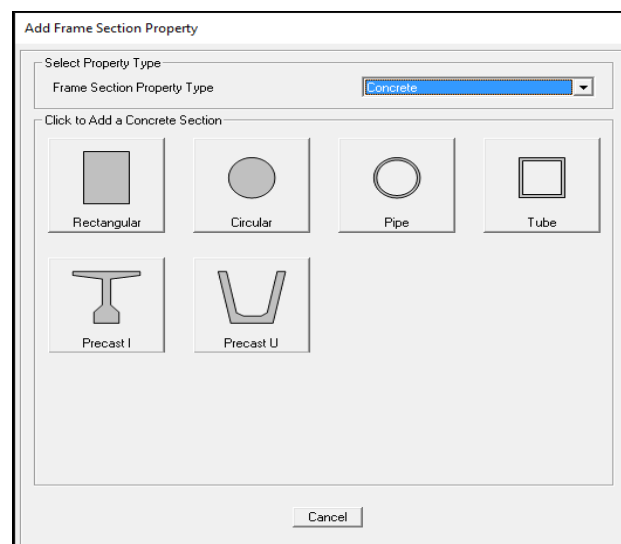 Add Frame Section Property
Select Property Type
Frame Section Property Type
Concrete
Click to Add a Concrete Section
Rectangular
Circular
Pipe
Tube
Precast I
Precast U
Cancel